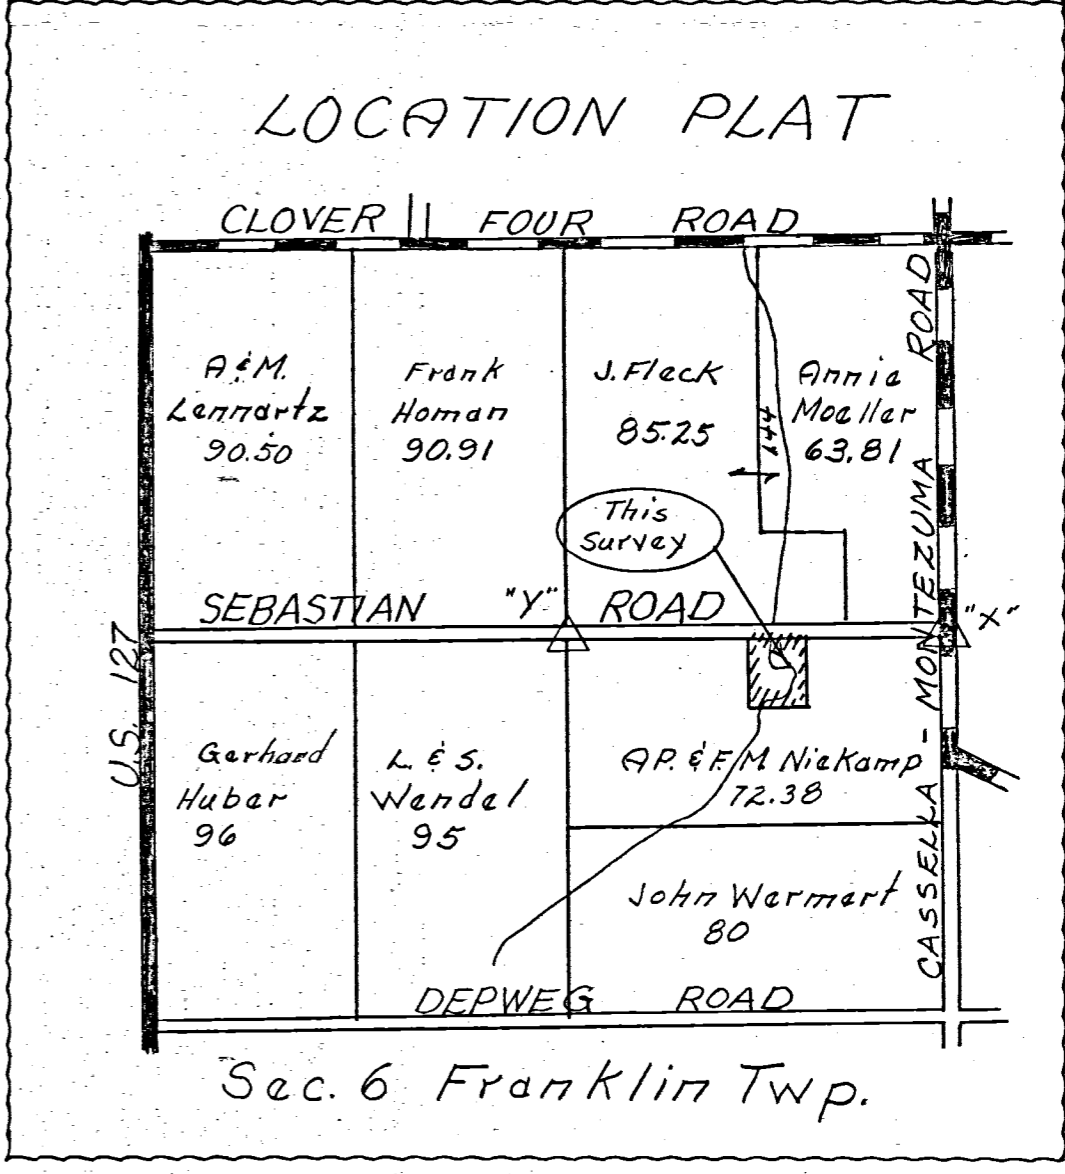 LOCATION PLAT
CLOVER FOUR ROAD
A & M.
Lennartz
90.50
Frank
Homan
90.91
J. Fleck
85.25
144
Annie
Moeller
63.81
This
Survey
SEBASTIAN "Y" ROAD
"X"
U.S. 127
CASSELLA - MONTEZUMA ROAD
Gerhard
Huber
96
L. & S.
Wendel
95
A.P. & F.M Niekamp
72.38
John Wermert
80
DEPWEG ROAD
Sec. 6 Franklin Twp.